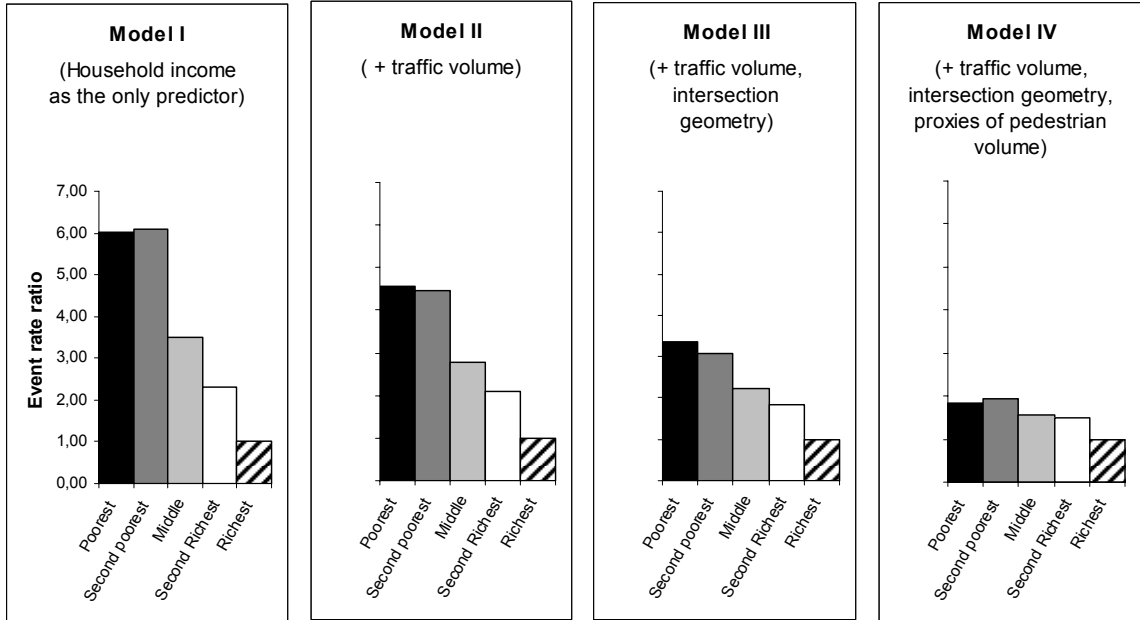 Model I
(Household income
as the only predictor)
7,00
6,00
5,00
4,00
3,00
2,00
1,00
0,00
Event rate ratio
Poorest
Second poorest
Middle
Second Richest
Richest
Model II
( + traffic volume)
Poorest
Second poorest
Middle
Second Richest
Richest
Model III
(+ traffic volume,
intersection
geometry)
Poorest
Second poorest
Middle
Second Richest
Richest
Model IV
(+ traffic volume,
intersection geometry,
proxies of pedestrian
volume)
Poorest
Second poorest
Middle
Second Richest
Richest